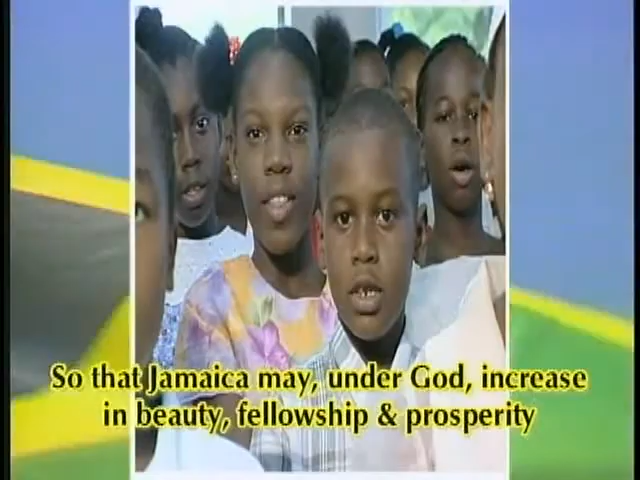 So that Jamaica may, under God, increase
in beauty, fellowship & prosperity